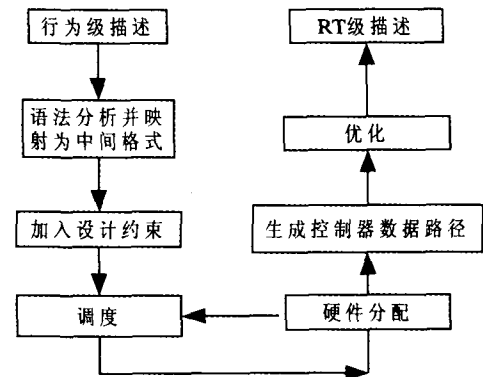 行为级描述
语法分析并映
射为中间格式
加入设计约束
调度
RT级描述
优化
生成控制器数据路径
硬件分配